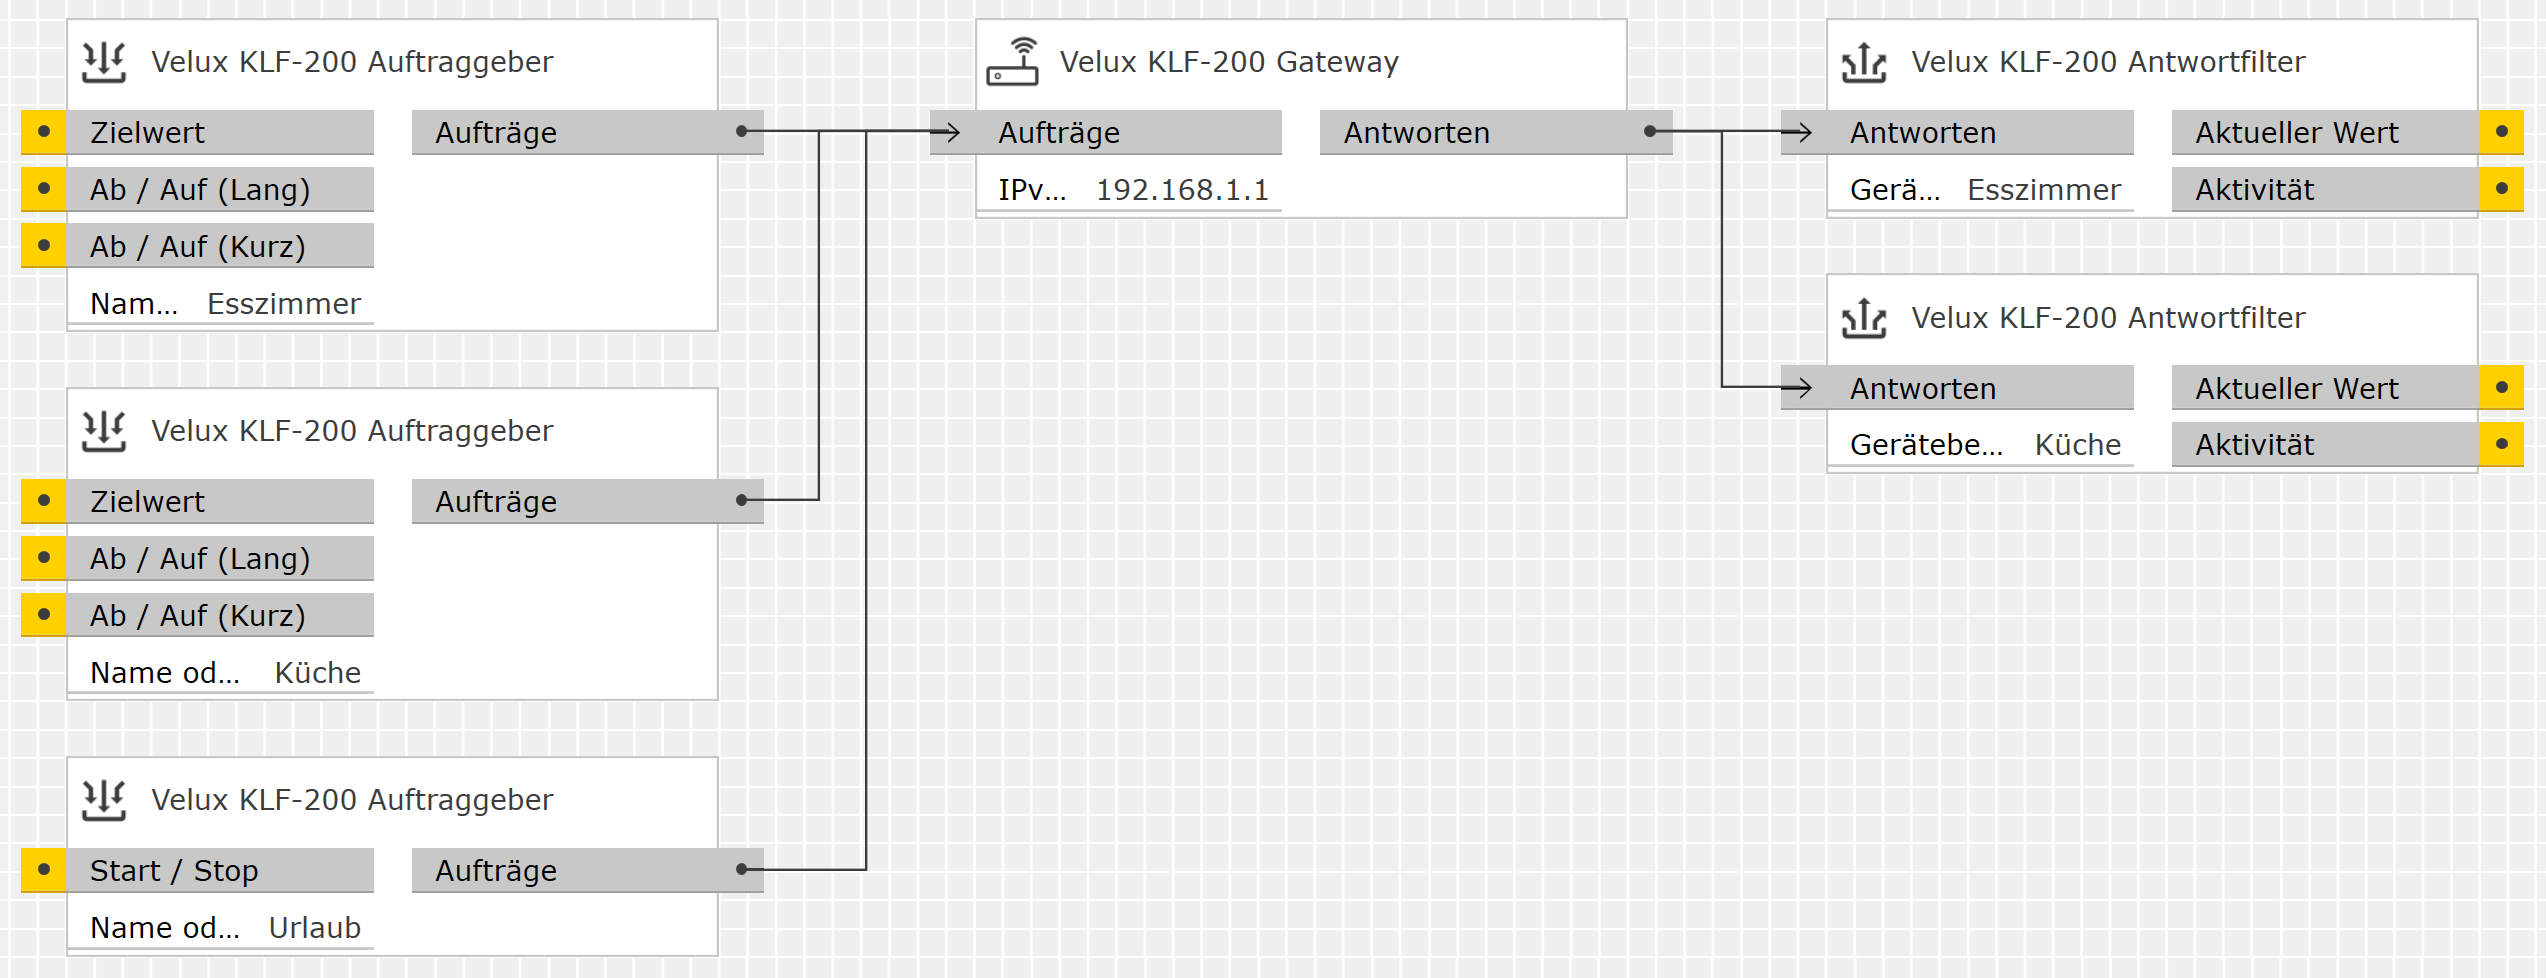 Velux KLF-200 Auftraggeber
Zielwert
Aufträge
Ab / Auf (Lang)
Ab / Auf (Kurz)
Nam... Esszimmer
Velux KLF-200 Auftraggeber
Zielwert
Aufträge
Ab / Auf (Lang)
Ab / Auf (Kurz)
Name od... Küche
Velux KLF-200 Auftraggeber
Start / Stop
Aufträge
Name od... Urlaub
Velux KLF-200 Gateway
Aufträge
Antworten
IPv... 192.168.1.1
Velux KLF-200 Antwortfilter
Antworten
Aktueller Wert
Gerä... Esszimmer
Aktivität
Velux KLF-200 Antwortfilter
Antworten
Aktueller Wert
Gerätebe... Küche
Aktivität